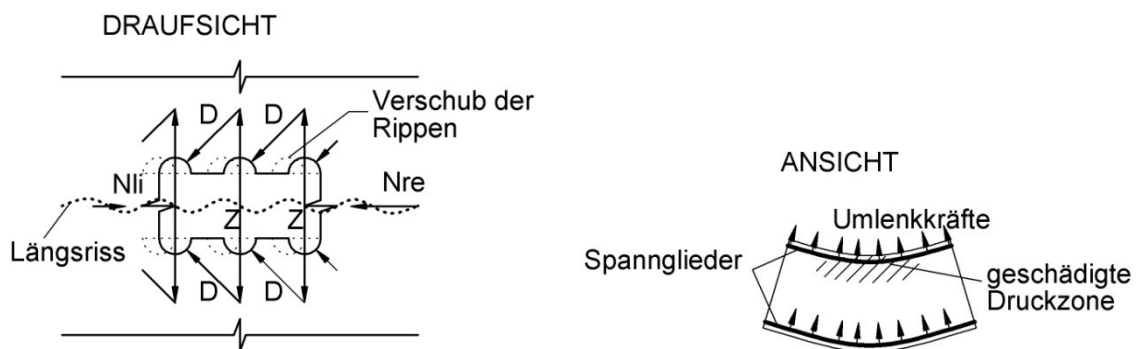 DRAUFSICHT
D
D
Verschub der
Rippen
Nli
Nre
Z
Z
Längsriss
D
D
ANSICHT
Umlenkkräfte
Spannglieder
geschädigte
Druckzone